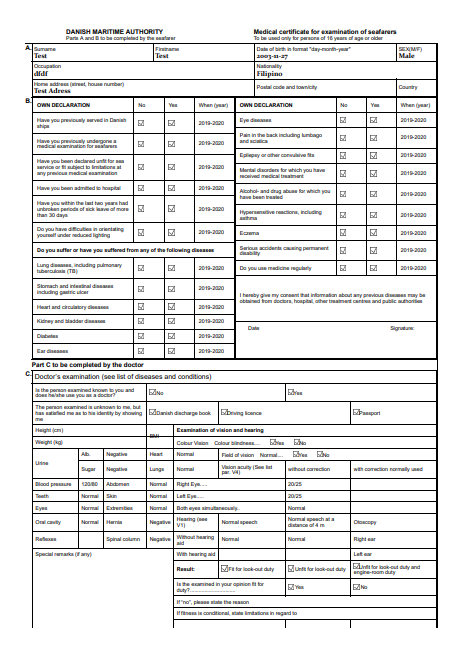 DANISH MARITIME AUTHORITY
Parts A and B to be completed by the seafarer
Medical certificate for examination of seafarers
To be used only for persons of 16 years of age or older
A.
Surname
Test
Firstname
Test
Date of birth in format "day-month-year"
2003-11-27
SEX(M/F)
Male
Occupation
dfdf
Nationality
Filipino
Home address (street, house number)
Test Adress
Postal code and town/city
Country
B.
OWN DECLARATION No Yes When (year)
Have you previously served in Danish
ships
2019-2020
Have you previously undergone a
medical examination for seafarers
2019-2020
Have you been declared unfit for sea
service or fit subject to limitations at
any previous medical examination
2019-2020
Have you been admitted to hospital 2019-2020
Have you within the last two years had
unbroken periods of sick leave of more
than 30 days
2019-2020
Do you have difficulties in orientating
yourself under reduced lighting
2019-2020
Do you suffer or have you suffered from any of the following diseases
Lung diseases, including pulmonary
tuberculosis (TB)
2019-2020
Stomach and intestinal diseases
including gastric ulcer
2019-2020
Heart and circulatory diseases 2019-2020
Kidney and bladder diseases 2019-2020
Diabetes 2019-2020
Ear diseases 2019-2020
OWN DECLARATION No Yes When (year)
Eye diseases 2019-2020
Pain in the back including lumbago
and sciatica
2019-2020
Epilepsy or other convulsive fits 2019-2020
Mental disorders for which you have
received medical treatment
2019-2020
Alcohol- and drug abuse for which you
have been treated
2019-2020
Hypersensitive reactions, including
asthma
2019-2020
Eczema 2019-2020
Serious accidents causing permanent
disability
2019-2020
Do you use medicine regularly 2019-2020
I hereby give my consent that information about any previous diseases may be
obtained from doctors, hospital, other treatment centres and public authorities
Date Signature:
Part C to be completed by the doctor
C. Doctor's examination (see list of diseases and conditions)
Is the person examined known to you and
does he/she use you as a doctor?
No Yes
The person examined is unknown to me, but
has satisfied me as to his identity by showing
me
Danish discharge book Driving licence Passport
Height (cm)
BMI
Examination of vision and hearing
Weight (kg) Colour Vision Colour blindness.... Yes No
Urine Alb. Negative Heart Normal Field of vision Normal.... Yes No
Sugar Negative Lungs Normal Vision acuity (See list
par. V4)
without correction with correction normally used
Blood pressure 120/80 Abdomen Normal Right Eye..... 20/25
Teeth Normal Skin Normal Left Eye..... 20/25
Eyes Normal Extremities Normal Both eyes simultaneously.. Normal
Oral cavity Normal Hernia Negative Hearing (see
V1)
Normal speech Normal speech at a
distance of 4 m
Otoscopy
Reflexes Spinal column Negative Without hearing
aid
Normal Normal Right ear
Special remarks (if any) With hearing aid Left ear
Result: Fit for look-out duty Unfit for look-out duty Unfit for look-out duty and
engine-room duty
Is the examined in your opinion fit for
duty?
Yes No
If "no", please state the reason
If fitness is conditional, state limitations in regard to